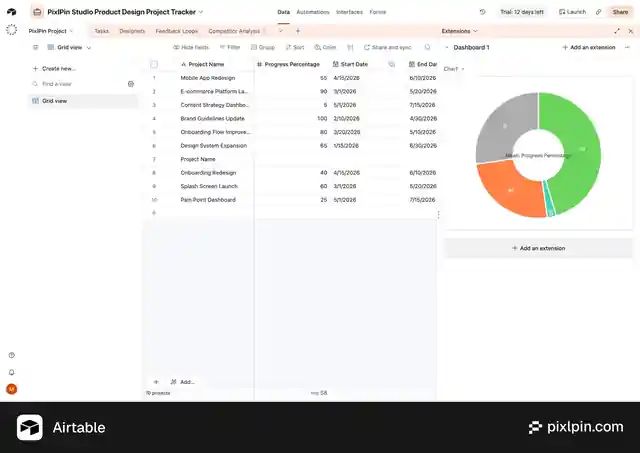 PixlPin Studio Product Design Project Tracker
Data Automations Interfaces Forms
Trial: 12 days left Launch Share
PixlPin Project Tasks Designers Feedback Loops Competitor Analysis
Extensions
Grid view Hide fields Filter Group Sort Color Share and sync
Dashboard 1 Add an extension
Create new...
Find a view
Grid view
Project Name Progress Percentage Start Date End Da
1 Mobile App Redesign 55 4/15/2026 6/10/2026
2 E-commerce Platform La... 90 3/1/2026 5/20/2026
3 Content Strategy Dashbo... 5 5/1/2026 7/15/2026
4 Brand Guidelines Update 100 2/10/2026 4/30/2026
5 Onboarding Flow Improve... 80 3/20/2026 5/10/2026
6 Design System Expansion 65 1/15/2026 6/30/2026
7 Project Name
8 Onboarding Redesign 40 4/15/2026 6/10/2026
9 Splash Screen Launch 60 3/1/2026 5/20/2026
10 Pain Point Dashboard 25 5/1/2026 7/15/2026
Chart
Progress Percentage
Add an extension
Add...
10 projects
58
M
Airtable
pixlpin.com